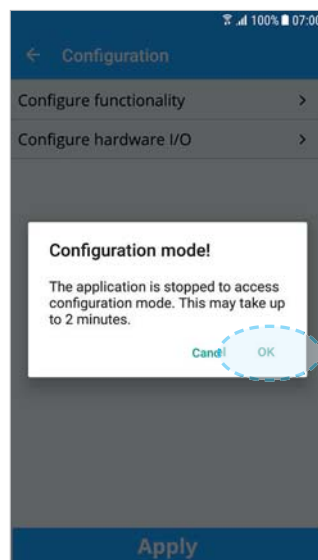 100% 07:00
Configuration
Configure functionality
Configure hardware I/O
Configuration mode!
The application is stopped to access
configuration mode. This may take up
to 2 minutes.
Cancel OK
Apply